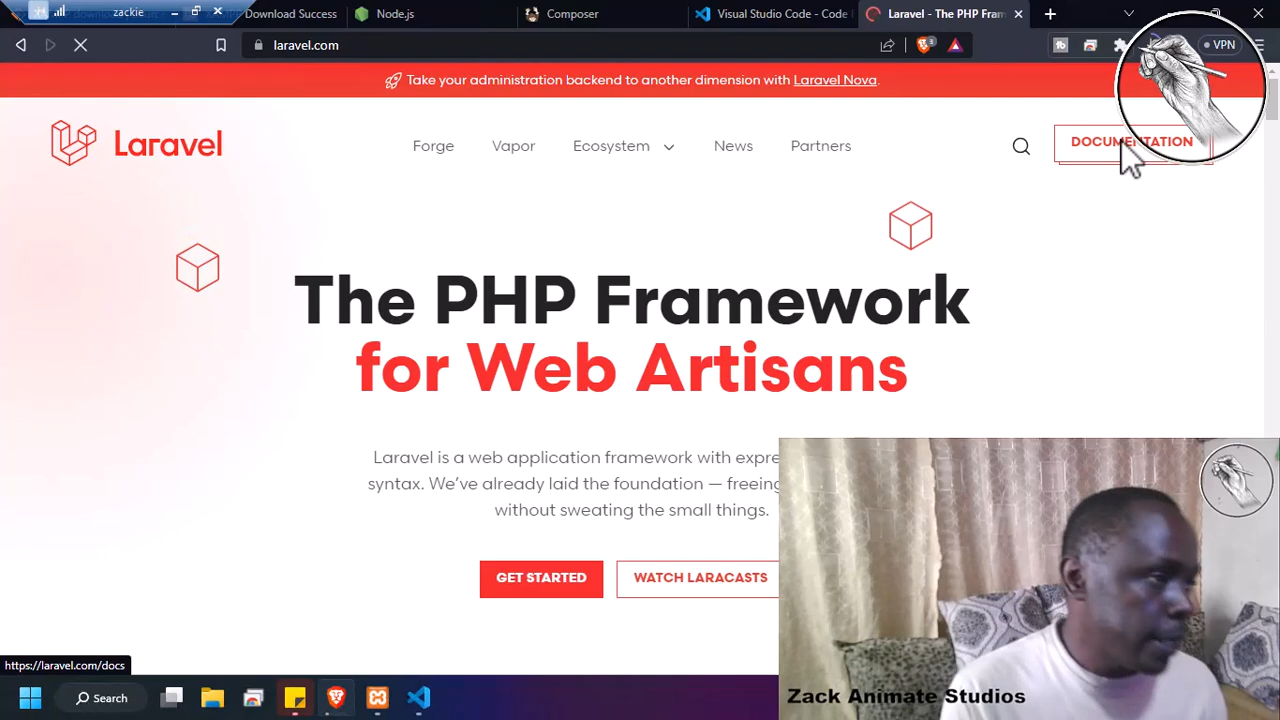 zackie
Download Success
Node.js
Composer
Visual Studio Code - Code
Laravel - The PHP Fram
laravel.com
VPN
Take your administration backend to another dimension with Laravel Nova.
Laravel
Forge
Vapor
Ecosystem
News
Partners
DOCUMENTATION
The PHP Framework
for Web Artisans
Laravel is a web application framework with expre
syntax. We've already laid the foundation — freeing
without sweating the small things.
GET STARTED
WATCH LARACASTS
https://laravel.com/docs
Search
Zack Animate Studios